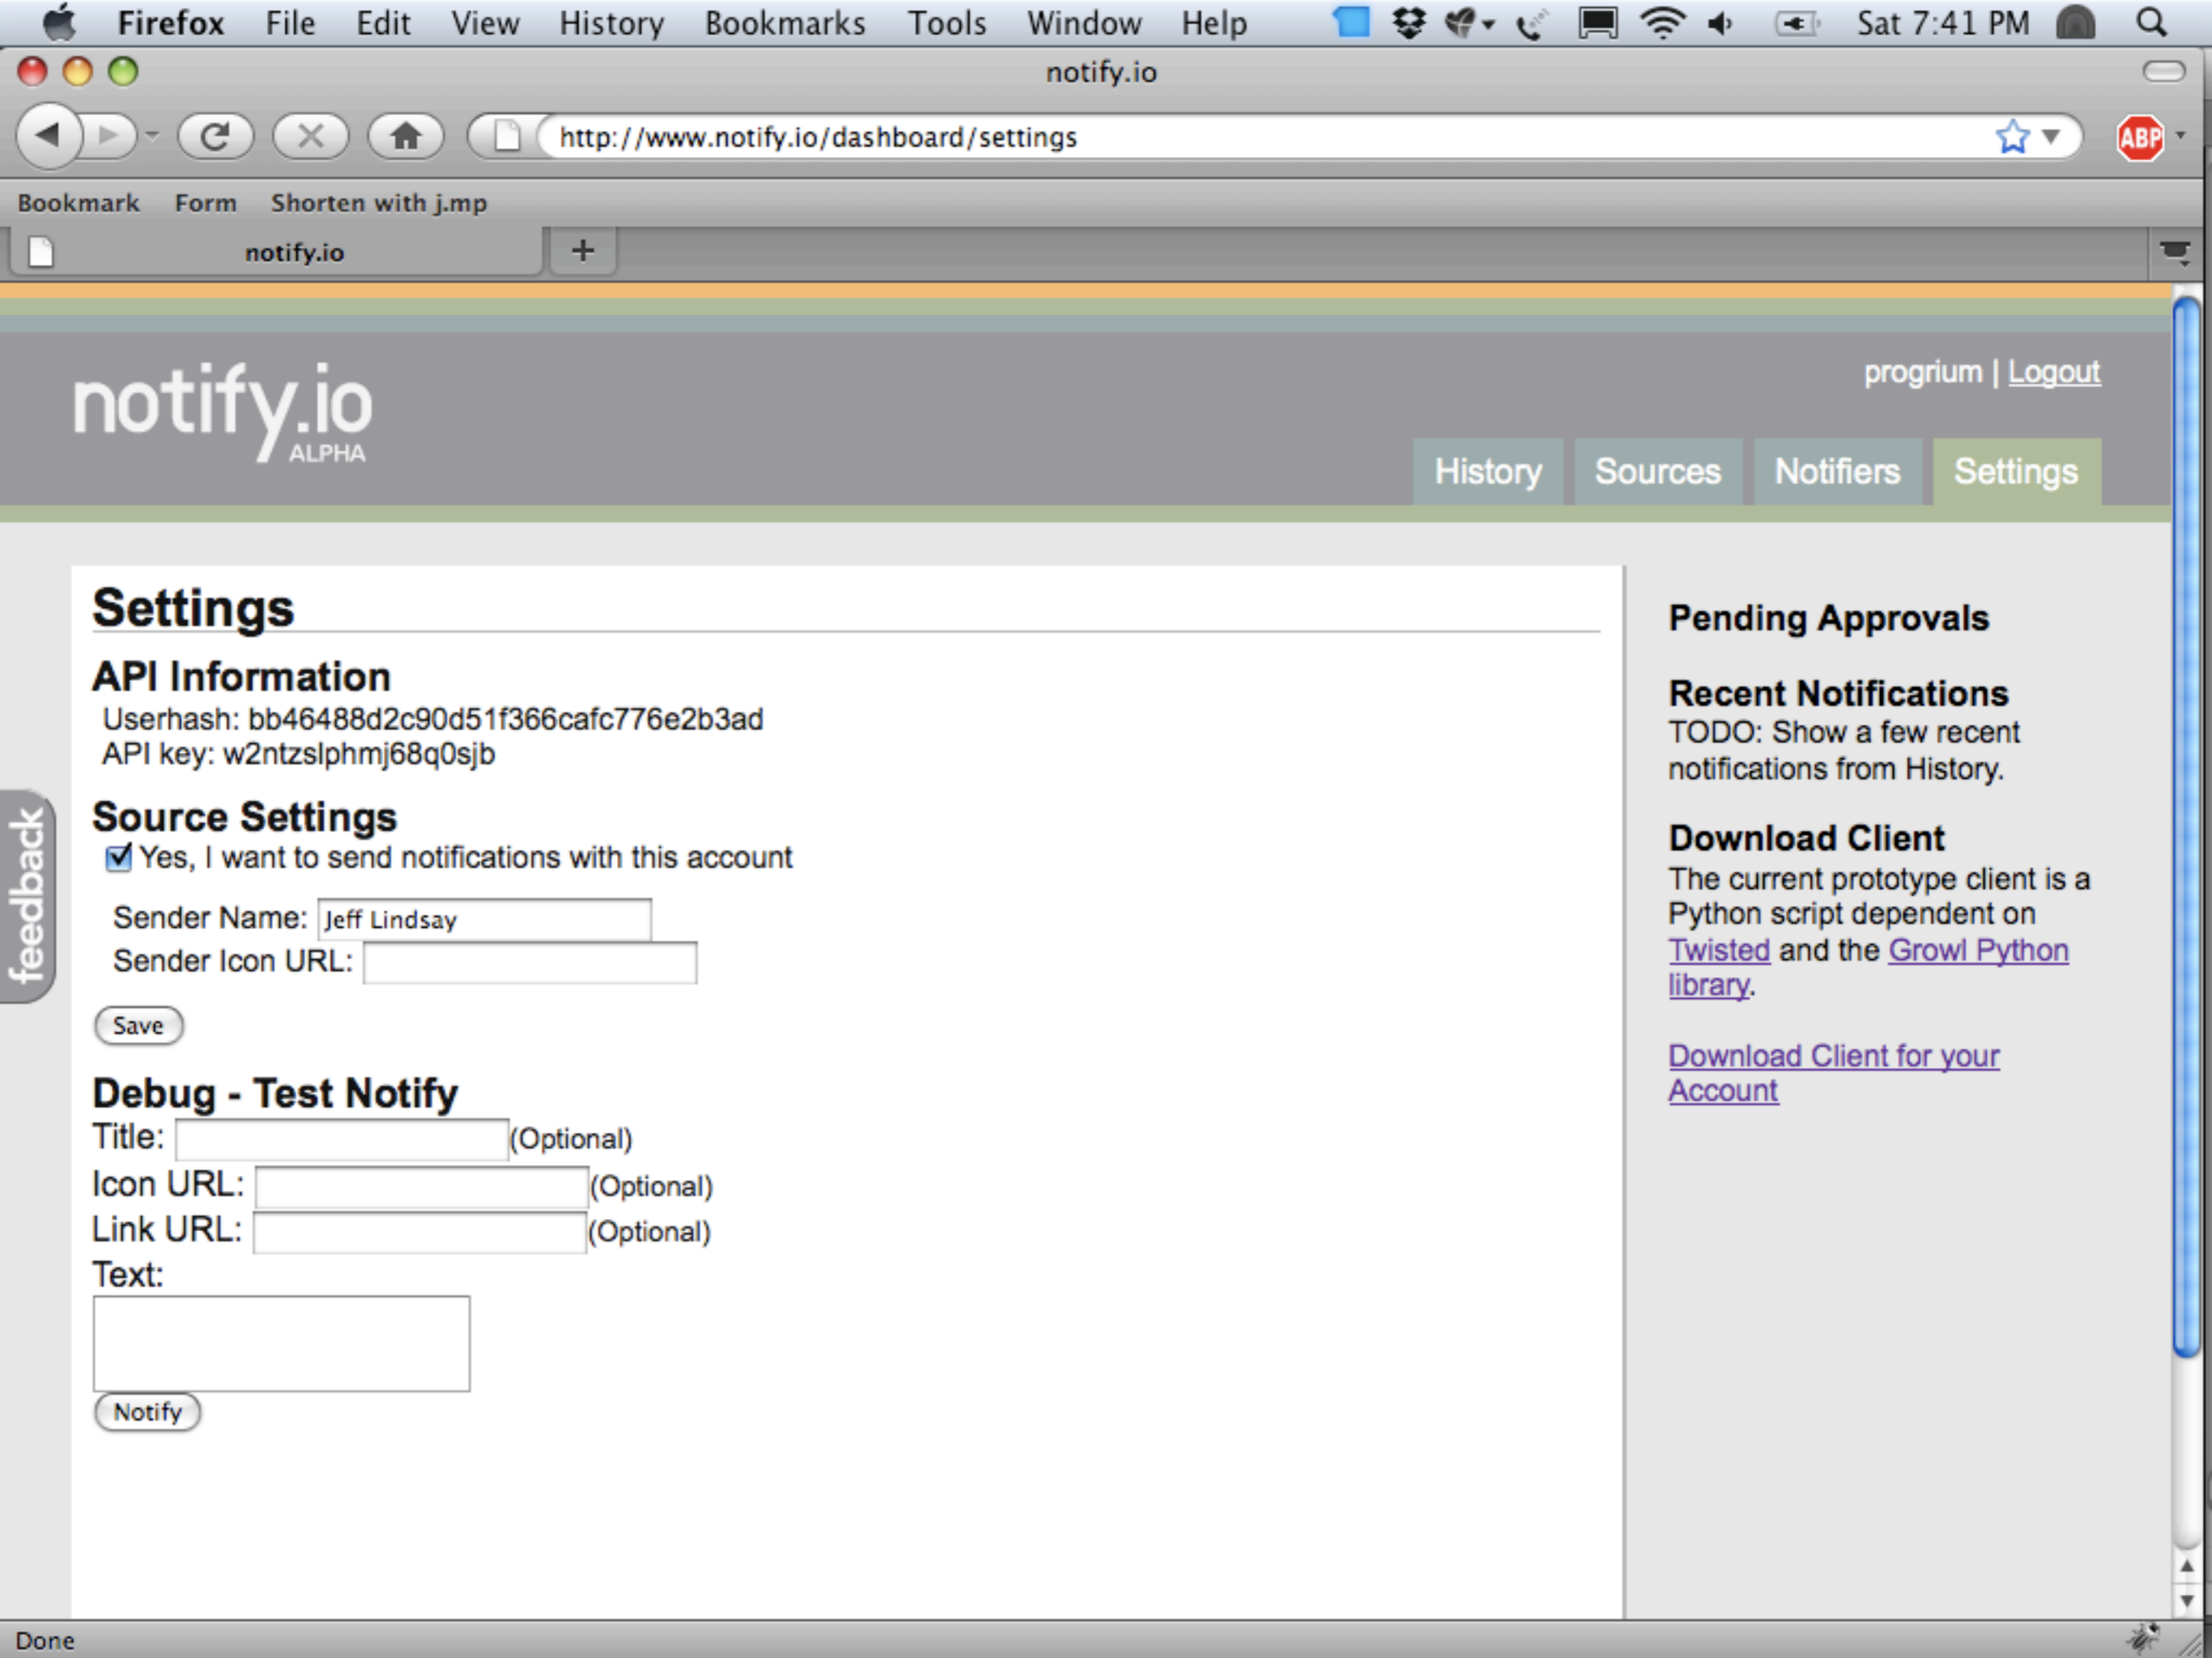 Firefox File Edit View History Bookmarks Tools Window Help Sat 7:41 PM
notify.io
http://www.notify.io/dashboard/settings
ABP
Bookmark Form Shorten with j.mp
notify.io +
progrium | Logout
notify.io
ALPHA
History Sources Notifiers Settings
feedback
Settings
API Information
Userhash: bb46488d2c90d51f366cafc776e2b3ad
API key: w2ntzslphmj68q0sjb
Source Settings
Yes, I want to send notifications with this account
Sender Name: Jeff Lindsay
Sender Icon URL:
Save
Debug - Test Notify
Title: (Optional)
Icon URL: (Optional)
Link URL: (Optional)
Text:
Notify
Pending Approvals
Recent Notifications
TODO: Show a few recent
notifications from History.
Download Client
The current prototype client is a
Python script dependent on
Twisted and the Growl Python
library.
Download Client for your
Account
Done